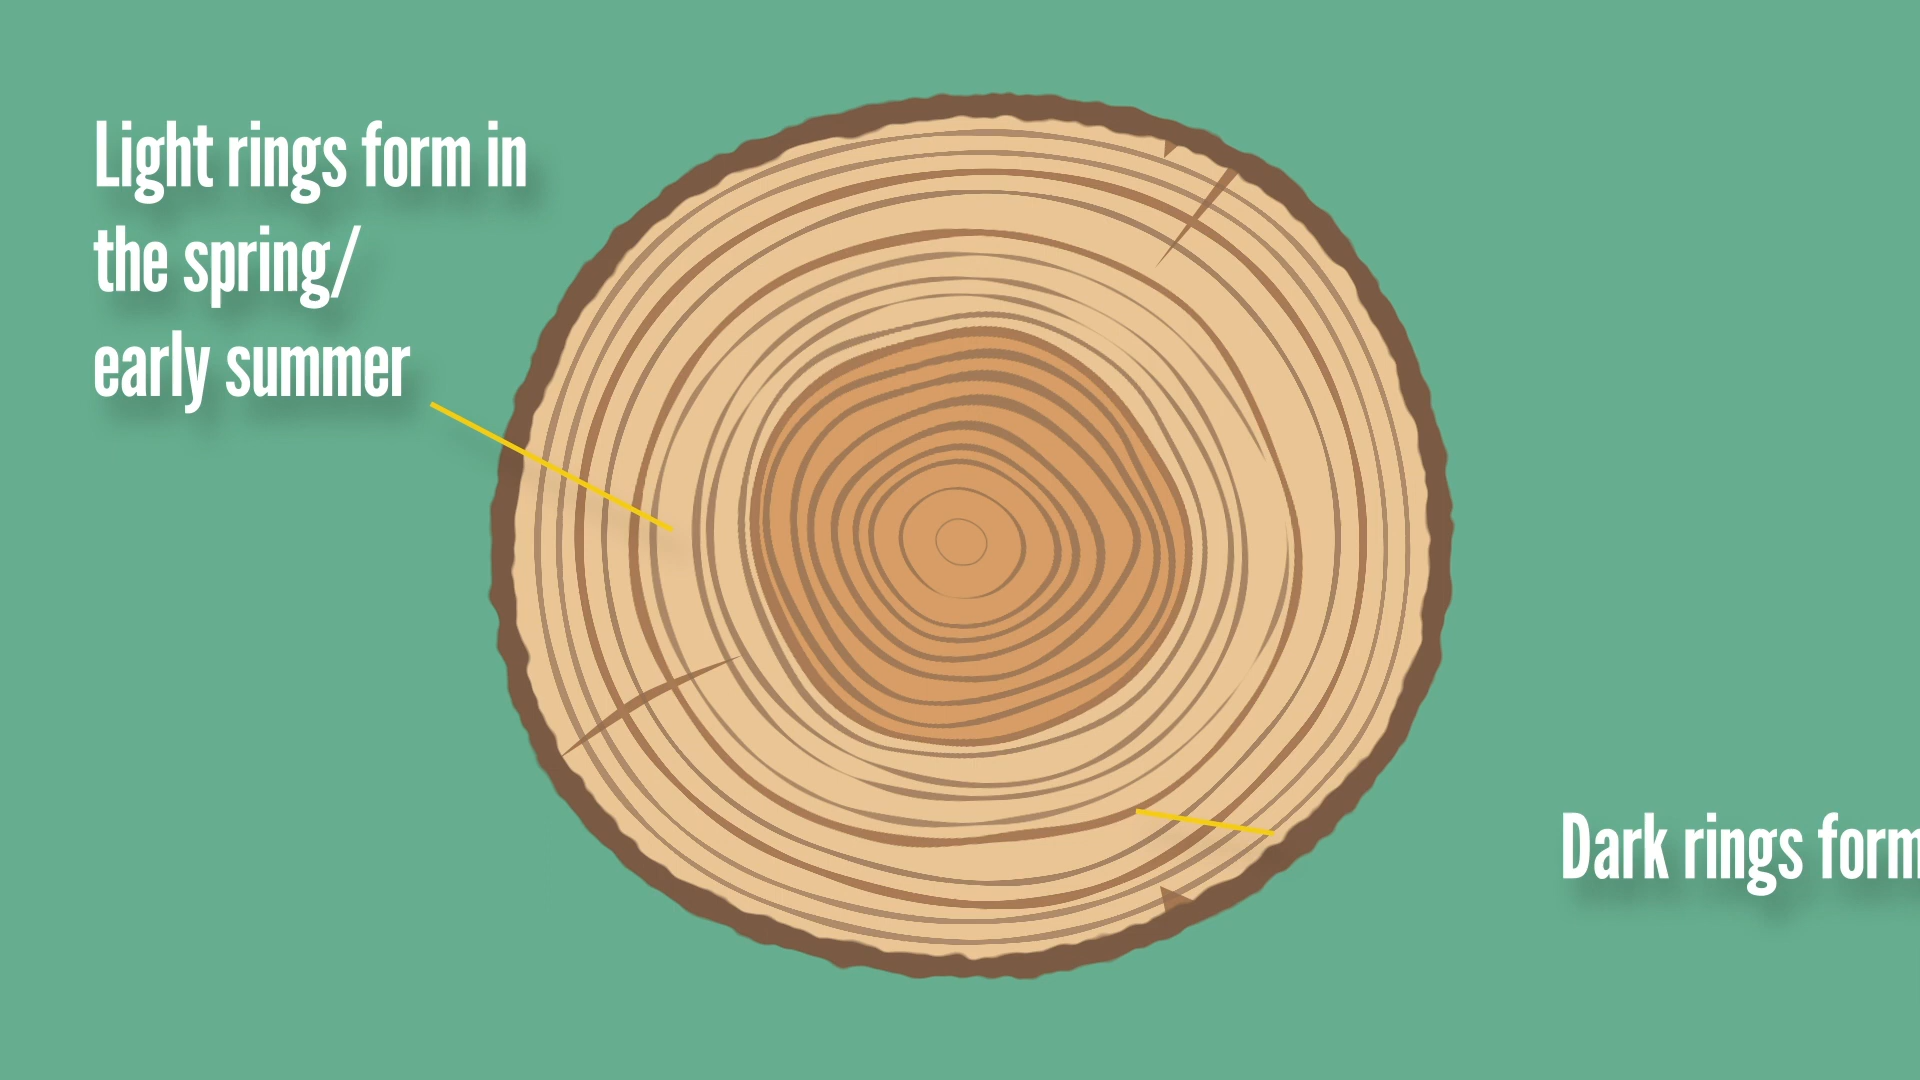 Light rings form in
the spring/
early summer
Dark rings form